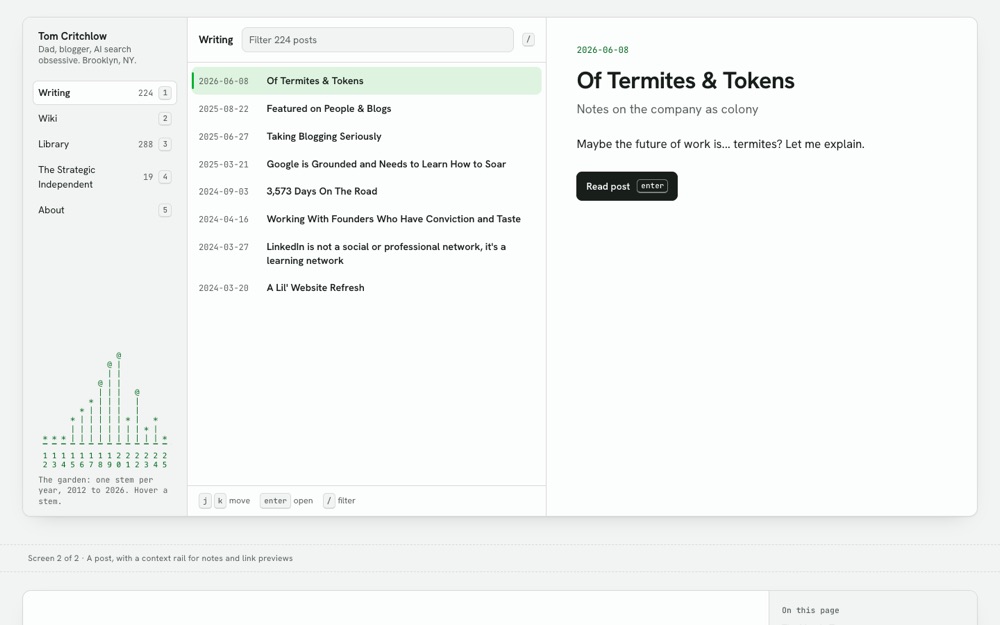 Tom Critchlow
Dad, blogger, AI search
obsessive. Brooklyn, NY.
Writing 224 1
Wiki 2
Library 288 3
The Strategic
Independent 19 4
About 5
1 1 1 1 1 1 1 1 2 2 2 2 2 2
2 3 4 5 6 7 8 9 0 1 2 3 4 5
The garden: one stem per
year, 2012 to 2026. Hover a
stem.
Writing Filter 224 posts /
2026-06-08 Of Termites & Tokens
2025-08-22 Featured on People & Blogs
2025-06-27 Taking Blogging Seriously
2025-03-21 Google is Grounded and Needs to Learn How to Soar
2024-09-03 3,573 Days On The Road
2024-04-16 Working With Founders Who Have Conviction and Taste
2024-03-27 LinkedIn is not a social or professional network, it's a
learning network
2024-03-20 A Lil' Website Refresh
j k move enter open / filter
2026-06-08
Of Termites & Tokens
Notes on the company as colony
Maybe the future of work is... termites? Let me explain.
Read post enter
Screen 2 of 2 · A post, with a context rail for notes and link previews
On this page